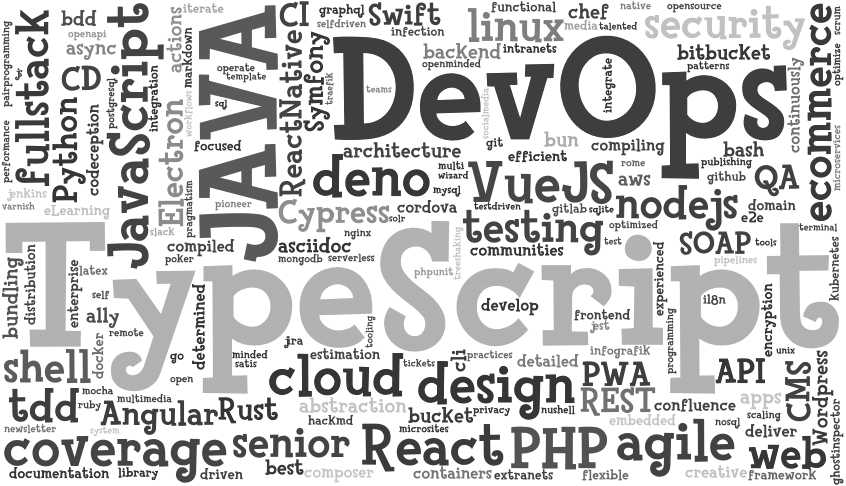 iterate
graphql
Swift
functional
chef
native
opensource
bdd
JavaScript
actions
JAVA
CI
selfdriven
linux
media
talented
security
ecommerce
scrum
openapi
infection
pairprogramming
fullstack
async
markdown
ReactNative
Symfony
DevOps
backend
intranets
bitbucket
optimize
CD
integration
operate
template
openminded
patterns
continuously
Python
postgresql
Electron
workflows
traefik
teams
socialmedia
integrate
codeception
sql
git
bun
compiling
bash
microservices
performance
focused
architecture
efficient
rome
publishing
jenkins
pragmatism
deno
multi
wizard
VueJS
aws
github
QA
varnish
eLearning
pioneer
mysql
nodejs
Cypress
solr
cordova
testdriven
gitlab
sqlite
domain
e2e
slack
nginx
testing
optimized
terminal
TypeScript
compiled
asciidoc
treeshaking
communities
test
SOAP
tools
Kubernetes
poker
mongodb
serverless
phpunit
pipelines
bundling
distribution
enterprise
latex
experienced
self
determined
develop
i18n
encryption
ally
frontend
remote
tooling
jest
programming
docker
jra
shell
go
minded
satis
estimation
cli
practices
detailed
infografik
unix
open
cloud
tickets
design
PWA
API
CMS
Wordpress
tdd
mocha
ruby
multimedia
Angular
Rust
abstraction
bucket
privacy
nushell
REST
confluence
apps
newsletter
system
hackmd
microsites
embedded
nosql
scaling
deliver
coverage
senior
React
PHP
agile
web
ghostinspector
documentation
library
driven
best
composer
containers
extranets
flexible
creative
framework